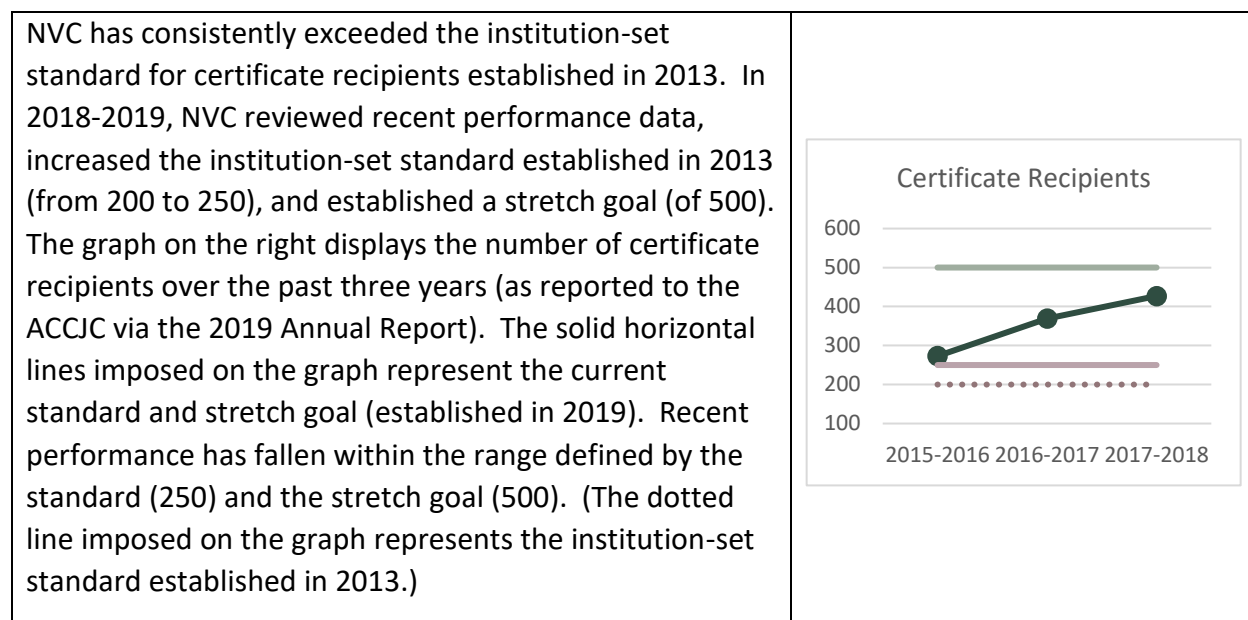 NVC has consistently exceeded the institution-set
standard for certificate recipients established in 2013.  In
2018-2019, NVC reviewed recent performance data,
increased the institution-set standard established in 2013
(from 200 to 250), and established a stretch goal (of 500).
The graph on the right displays the number of certificate
recipients over the past three years (as reported to the
ACCJC via the 2019 Annual Report).  The solid horizontal
lines imposed on the graph represent the current
standard and stretch goal (established in 2019).  Recent
performance has fallen within the range defined by the
standard (250) and the stretch goal (500).  (The dotted
line imposed on the graph represents the institution-set
standard established in 2013.)
Certificate Recipients
600
500
400
300
200
100
2015-2016 2016-2017 2017-2018